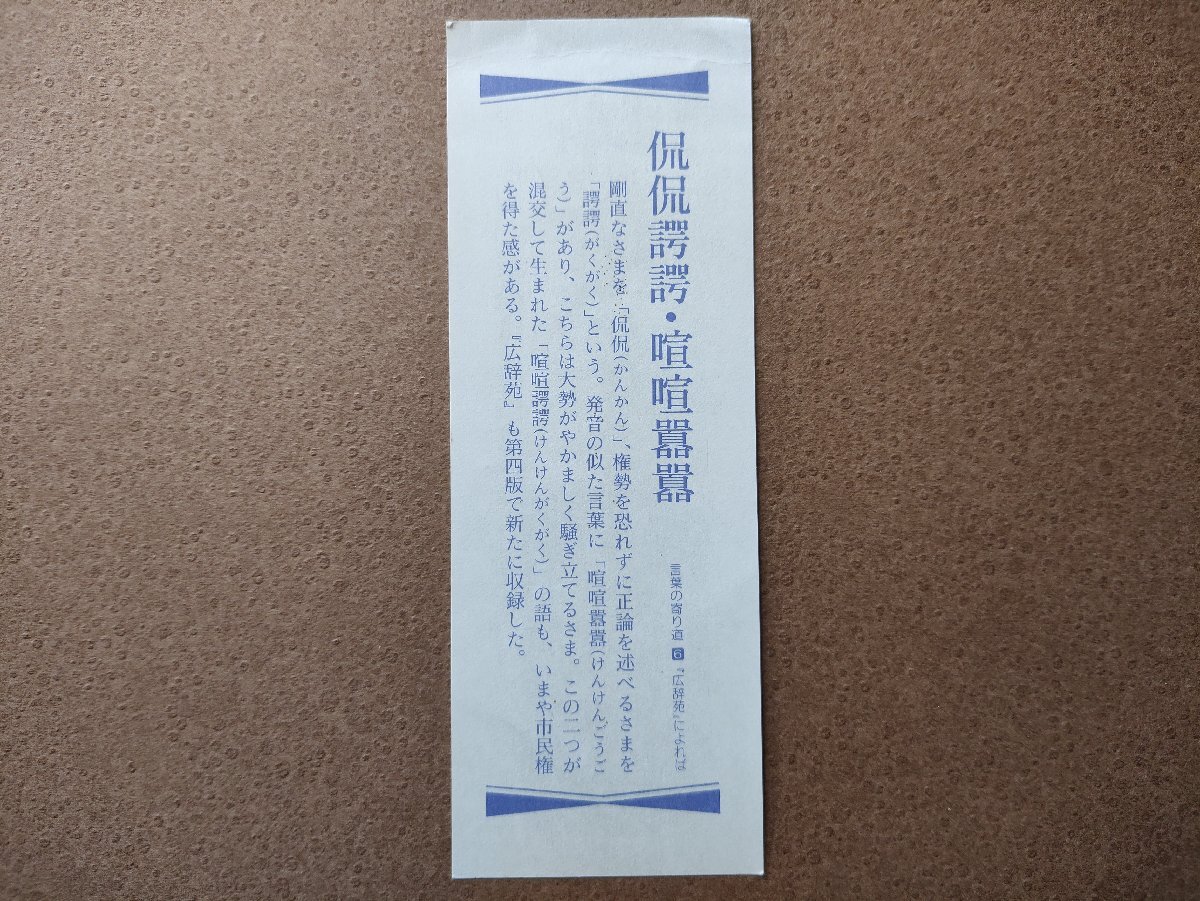 侃侃諤諤・喧喧囂囂
言葉の寄り道 6 『広辞苑』によれば
剛直なさまを「侃侃(かんかん)」、権勢を恐れずに正論を述べるさまを
「諤諤(がくがく)」という。発音の似た言葉に「喧喧囂囂(けんけんごうご
う)」があり、こちらは大勢がやかましく騒ぎ立てるさま。この二つが
混交して生まれた「喧喧諤諤(けんけんがくがく)」の語も、いまや市民権
を得た感がある。『広辞苑』も第四版で新たに収録した。